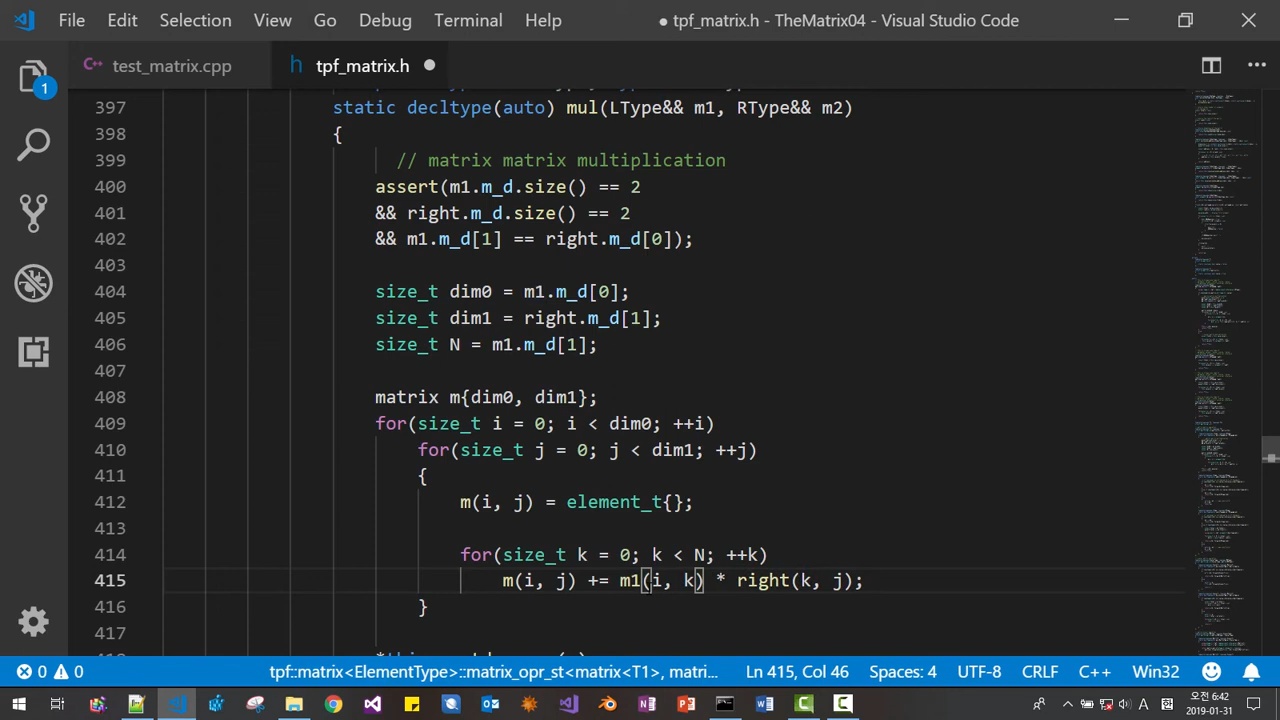 File Edit Selection View Go Debug Terminal Help ● tpf_matrix.h - TheMatrix04 - Visual Studio Code
test_matrix.cpp h tpf_matrix.h
397 static decltype(auto) mul(LType&& m1, RType&& m2)
398 {
399 // matrix matrix multiplication
400 assert(m1.m_d.size() == 2
401 && right.m_d.size() == 2
402 && m1.m_d[1] == right.m_d[0]);
403
404 size_t dim0 = m1.m_d[0];
405 size_t dim1 = right.m_d[1];
406 size_t N = m1.m_d[1];
407
408 matrix m{dim0, dim1};
409 for(size_t i = 0; i < dim0; ++i)
410 for(size_t j = 0; j < dim1; ++j)
411 {
412 m(i, j) = element_t{};
413
414 for(size_t k = 0; k < N; ++k)
415 m(i, j) += m1(i, k) * right(k, j);
416 }
417
1
0 0 tpf::matrix<ElementType>::matrix_opr_st<matrix<T1>, matri... Ln 415, Col 46 Spaces: 4 UTF-8 CRLF C++ Win32
오전 6:42
2019-01-31